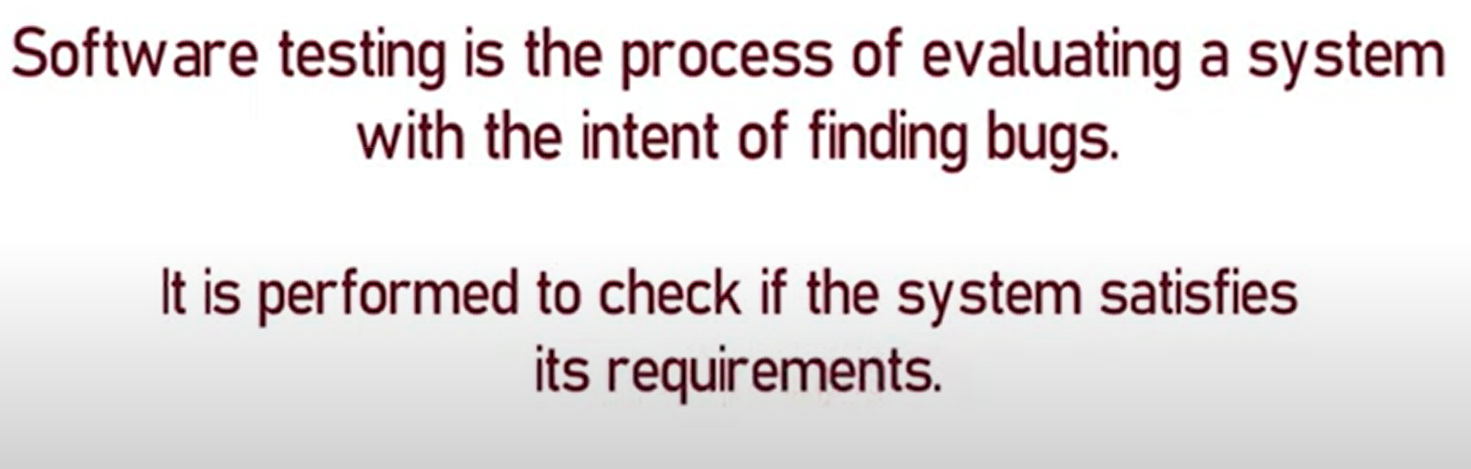 Software testing is the process of evaluating a system
with the intent of finding bugs.
It is performed to check if the system satisfies
its requirements.